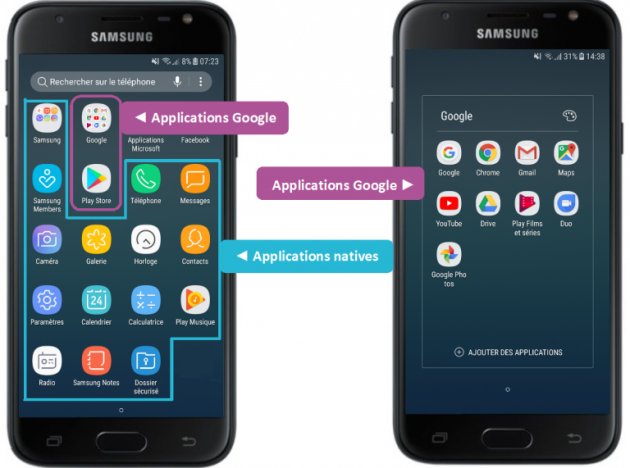 SAMSUNG
8% 07:23
Rechercher sur le téléphone
Samsung
Google
Applications
Microsoft
Facebook
◄ Applications Google
Samsung
Members
Play Store
Téléphone
Messages
Caméra
Galerie
Horloge
Contacts
◄ Applications natives
Paramètres
24
Calendrier
Calculatrice
Play Musique
Radio
Samsung Notes
Dossier
sécurisé
Applications Google ►
SAMSUNG
31% 14:38
Google
Google
Chrome
Gmail
Maps
YouTube
Drive
Play Films
et séries
Duo
Google Pho
tos
AJOUTER DES APPLICATIONS